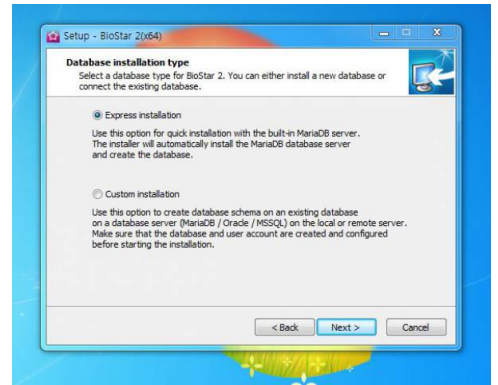 Setup - BioStar 2(x64)
Database installation type
Select a database type for BioStar 2. You can either install a new database or
connect the existing database.
Express installation
Use this option for quick installation with the built-in MariaDB server.
The installer will automatically install the MariaDB database server
and create the database.
Custom installation
Use this option to create database schema on an existing database
on a database server (MariaDB / Oracle / MSSQL) on the local or remote server.
Make sure that the database and user account are created and configured
before starting the installation.
< Back
Next >
Cancel